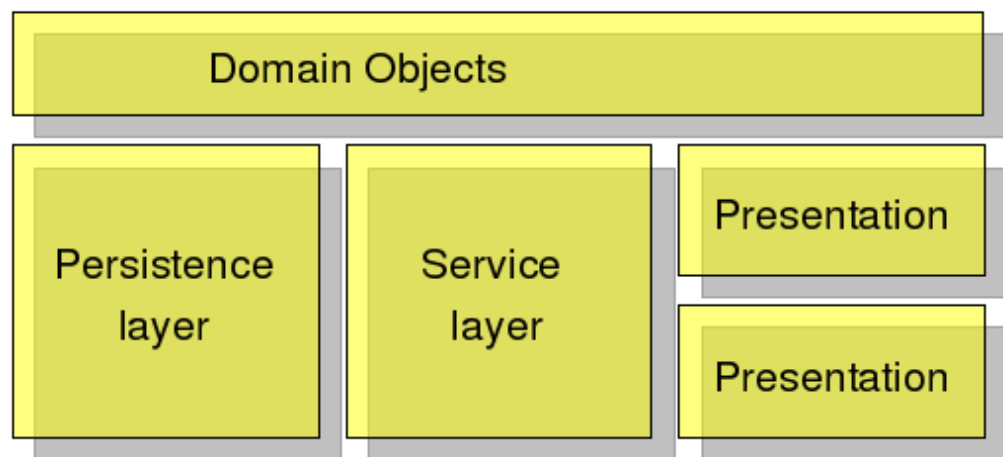 Domain Objects
Persistence
layer
Service
layer
Presentation
Presentation